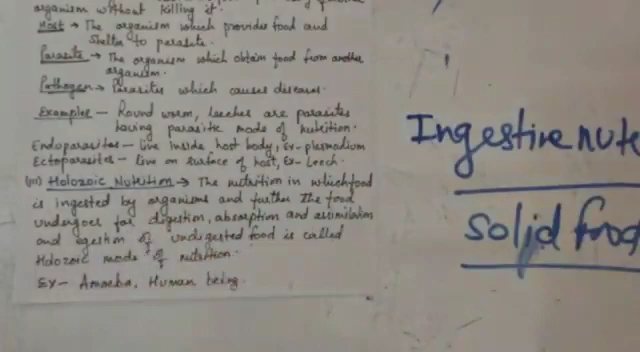 organism without killing it.
Host → The organism which provides food and
Shelter to parasite.
Parasite → The organism which obtain food from another
organism.
Pathogen → Parasites which causes diseases.
Examples — Round worm, leeches are parasites
having parasitic mode of nutrition.
Endoparasites — live inside host body, Ex- plasmodium
Ectoparasites — live on surface of host, Ex- Leech.
(iii) Holozoic Nutrition → The nutrition in which food
is ingested by organisms and further the food
undergoes for digestion, absorption and assimilation
and egestion of undigested food is called
Holozoic mode of nutrition.
Ex — Amoeba, Human being.
Ingestive nut
Solid food